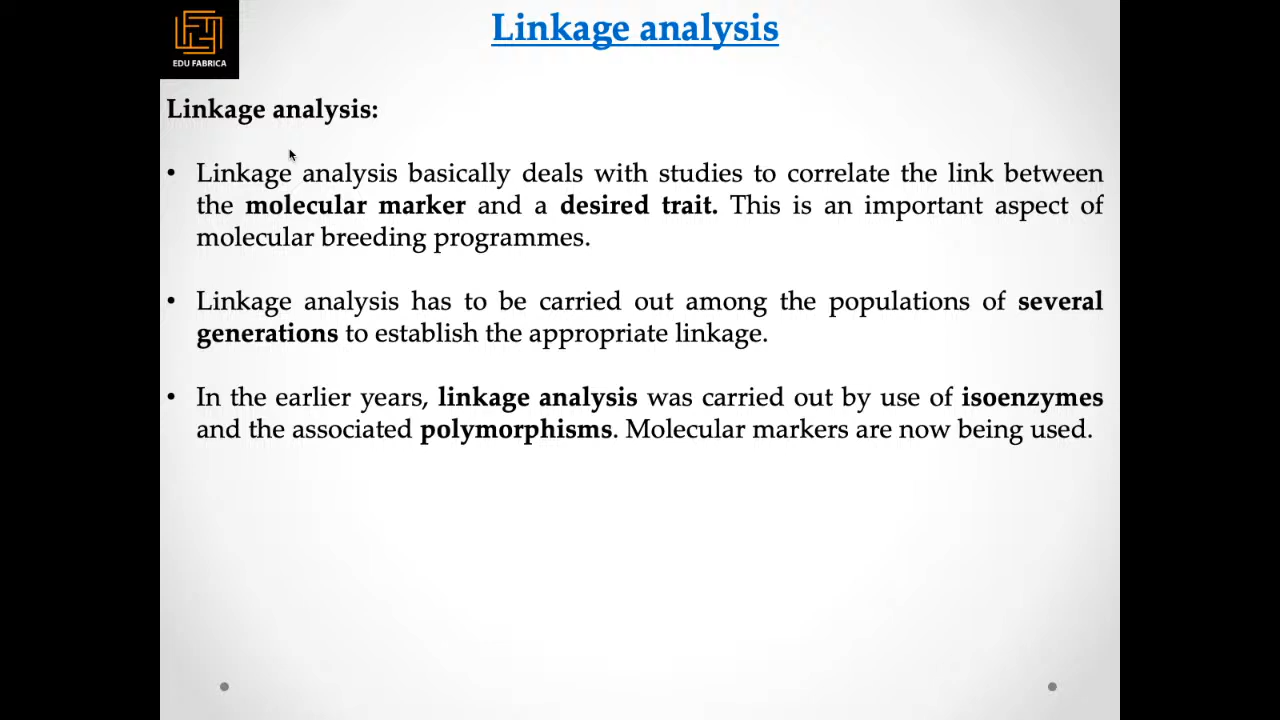 Linkage analysis
EDU FABRICA
Linkage analysis:
• Linkage analysis basically deals with studies to correlate the link between
the molecular marker and a desired trait. This is an important aspect of
molecular breeding programmes.
• Linkage analysis has to be carried out among the populations of several
generations to establish the appropriate linkage.
• In the earlier years, linkage analysis was carried out by use of isoenzymes
and the associated polymorphisms. Molecular markers are now being used.